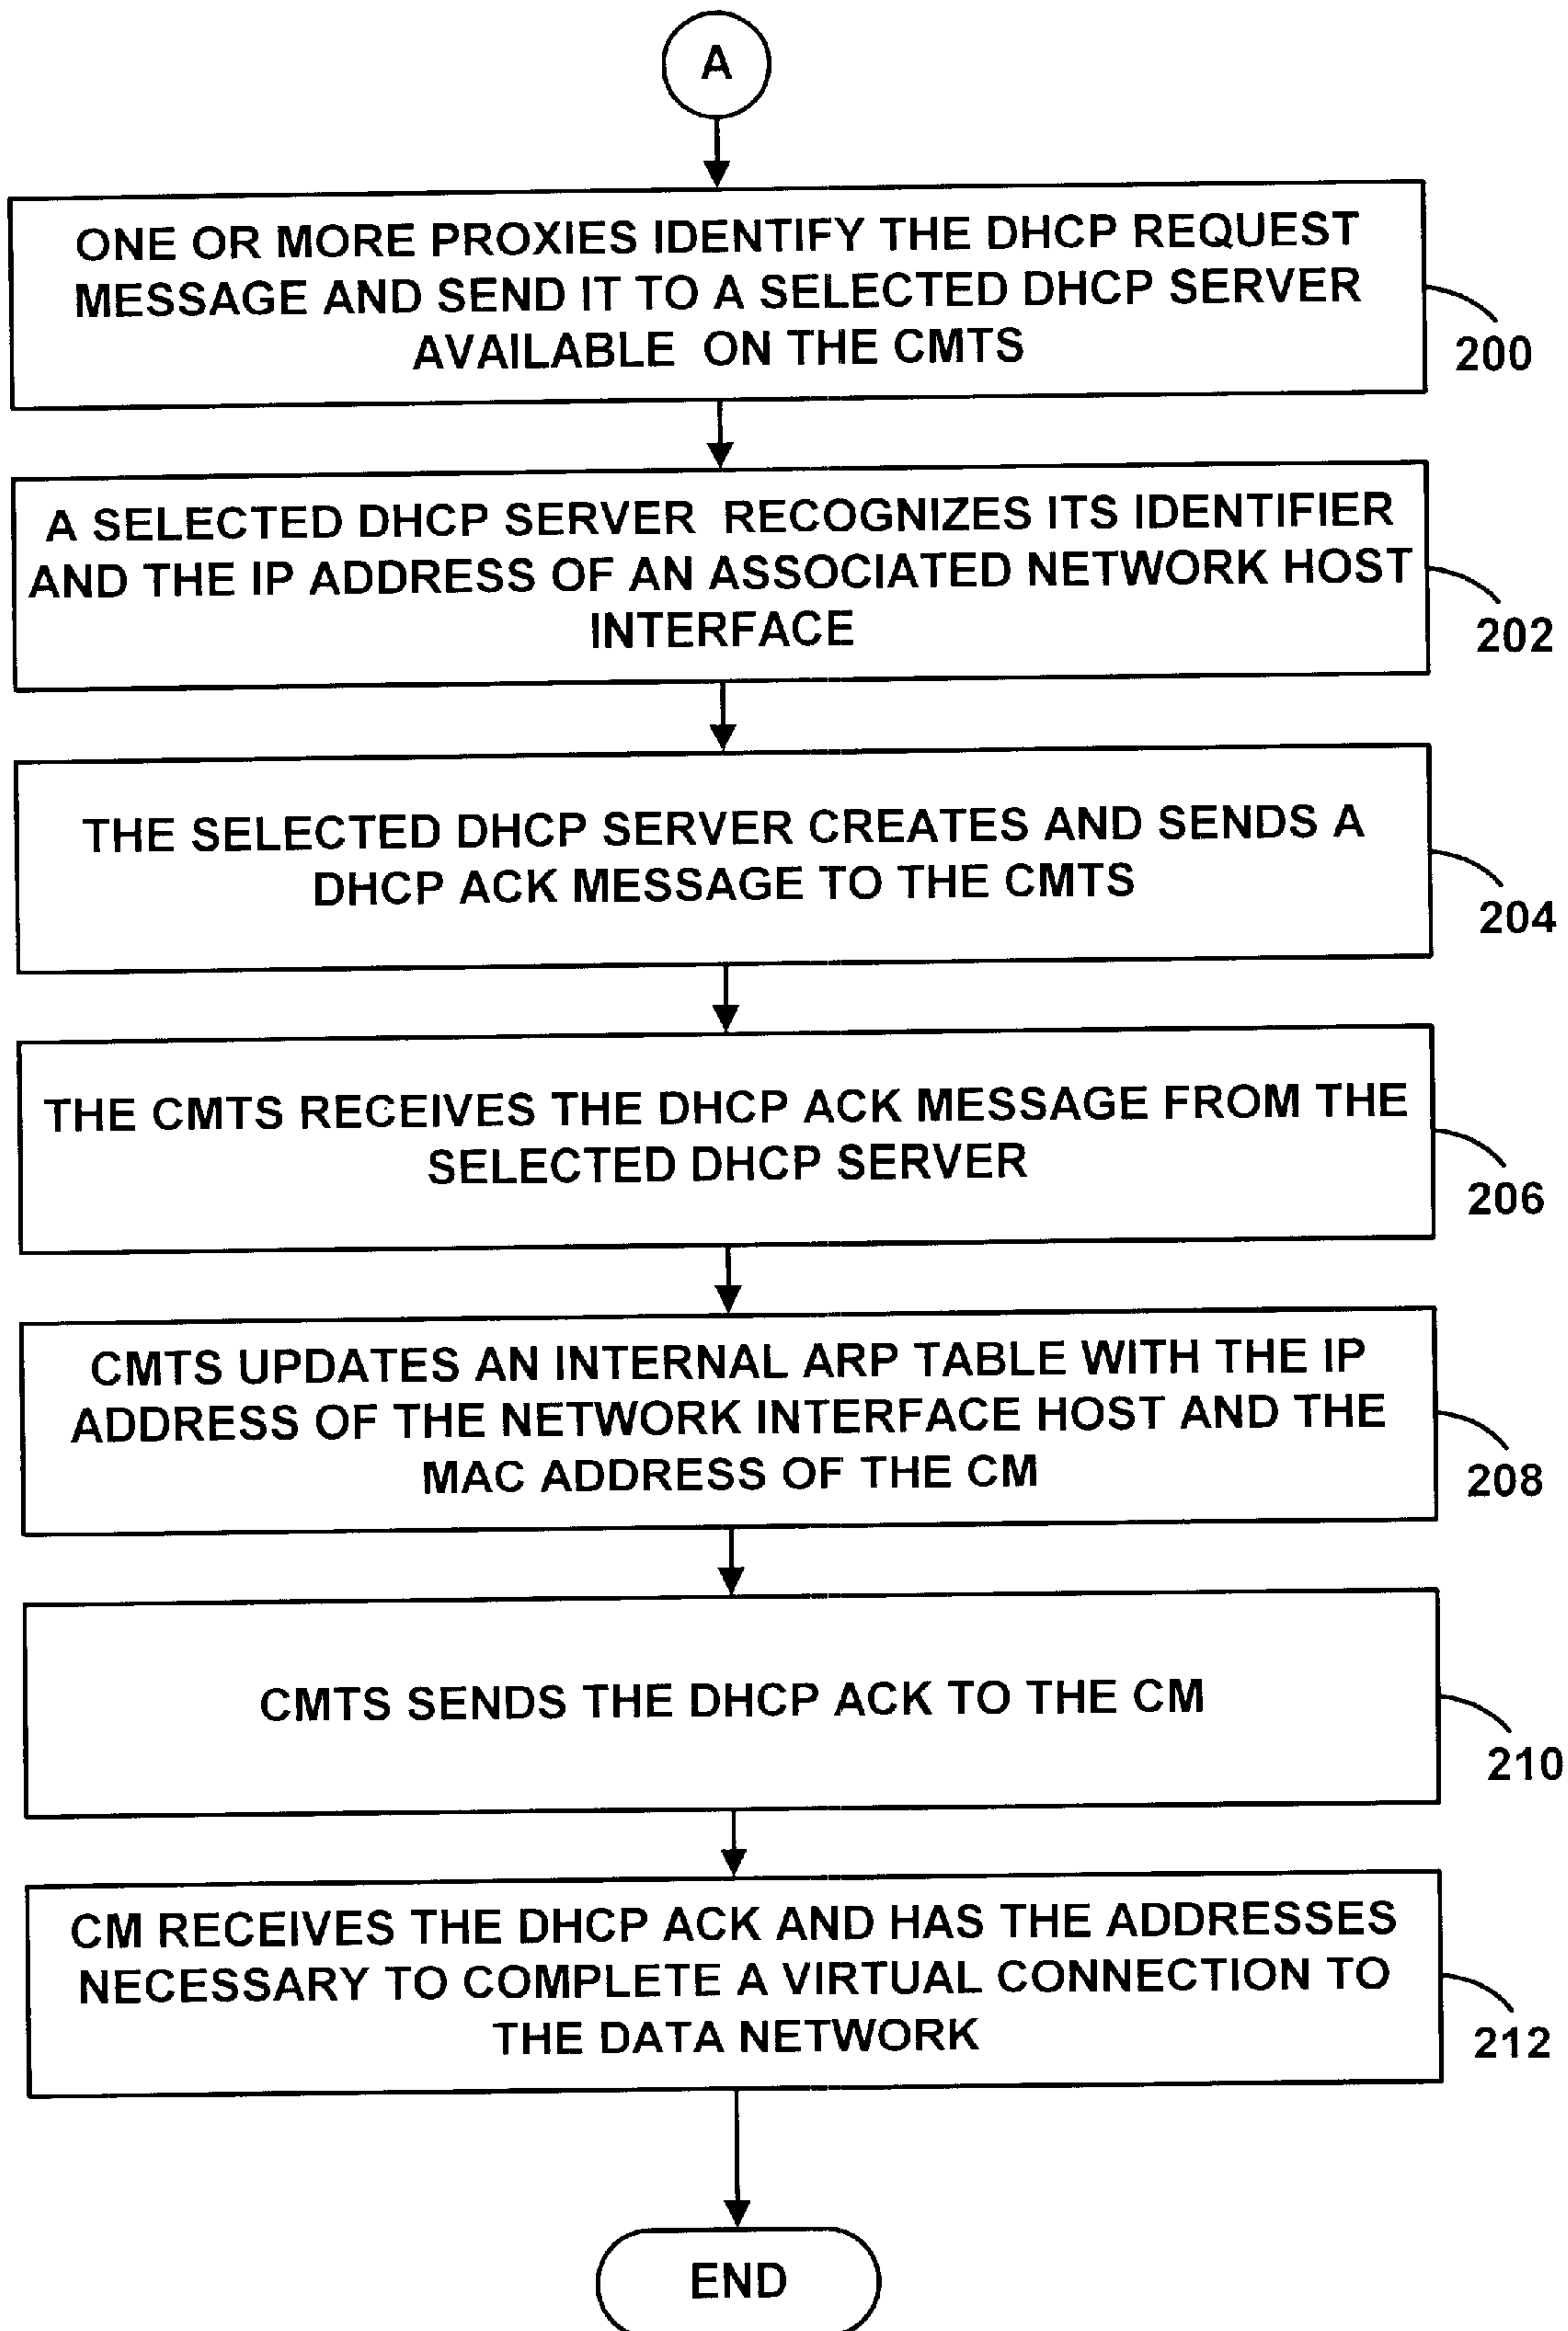 A
ONE OR MORE PROXIES IDENTIFY THE DHCP REQUEST
MESSAGE AND SEND IT TO A SELECTED DHCP SERVER
AVAILABLE ON THE CMTS
200
A SELECTED DHCP SERVER RECOGNIZES ITS IDENTIFIER
AND THE IP ADDRESS OF AN ASSOCIATED NETWORK HOST
INTERFACE
202
THE SELECTED DHCP SERVER CREATES AND SENDS A
DHCP ACK MESSAGE TO THE CMTS
204
THE CMTS RECEIVES THE DHCP ACK MESSAGE FROM THE
SELECTED DHCP SERVER
206
CMTS UPDATES AN INTERNAL ARP TABLE WITH THE IP
ADDRESS OF THE NETWORK INTERFACE HOST AND THE
MAC ADDRESS OF THE CM
208
CMTS SENDS THE DHCP ACK TO THE CM
210
CM RECEIVES THE DHCP ACK AND HAS THE ADDRESSES
NECESSARY TO COMPLETE A VIRTUAL CONNECTION TO
THE DATA NETWORK
212
END